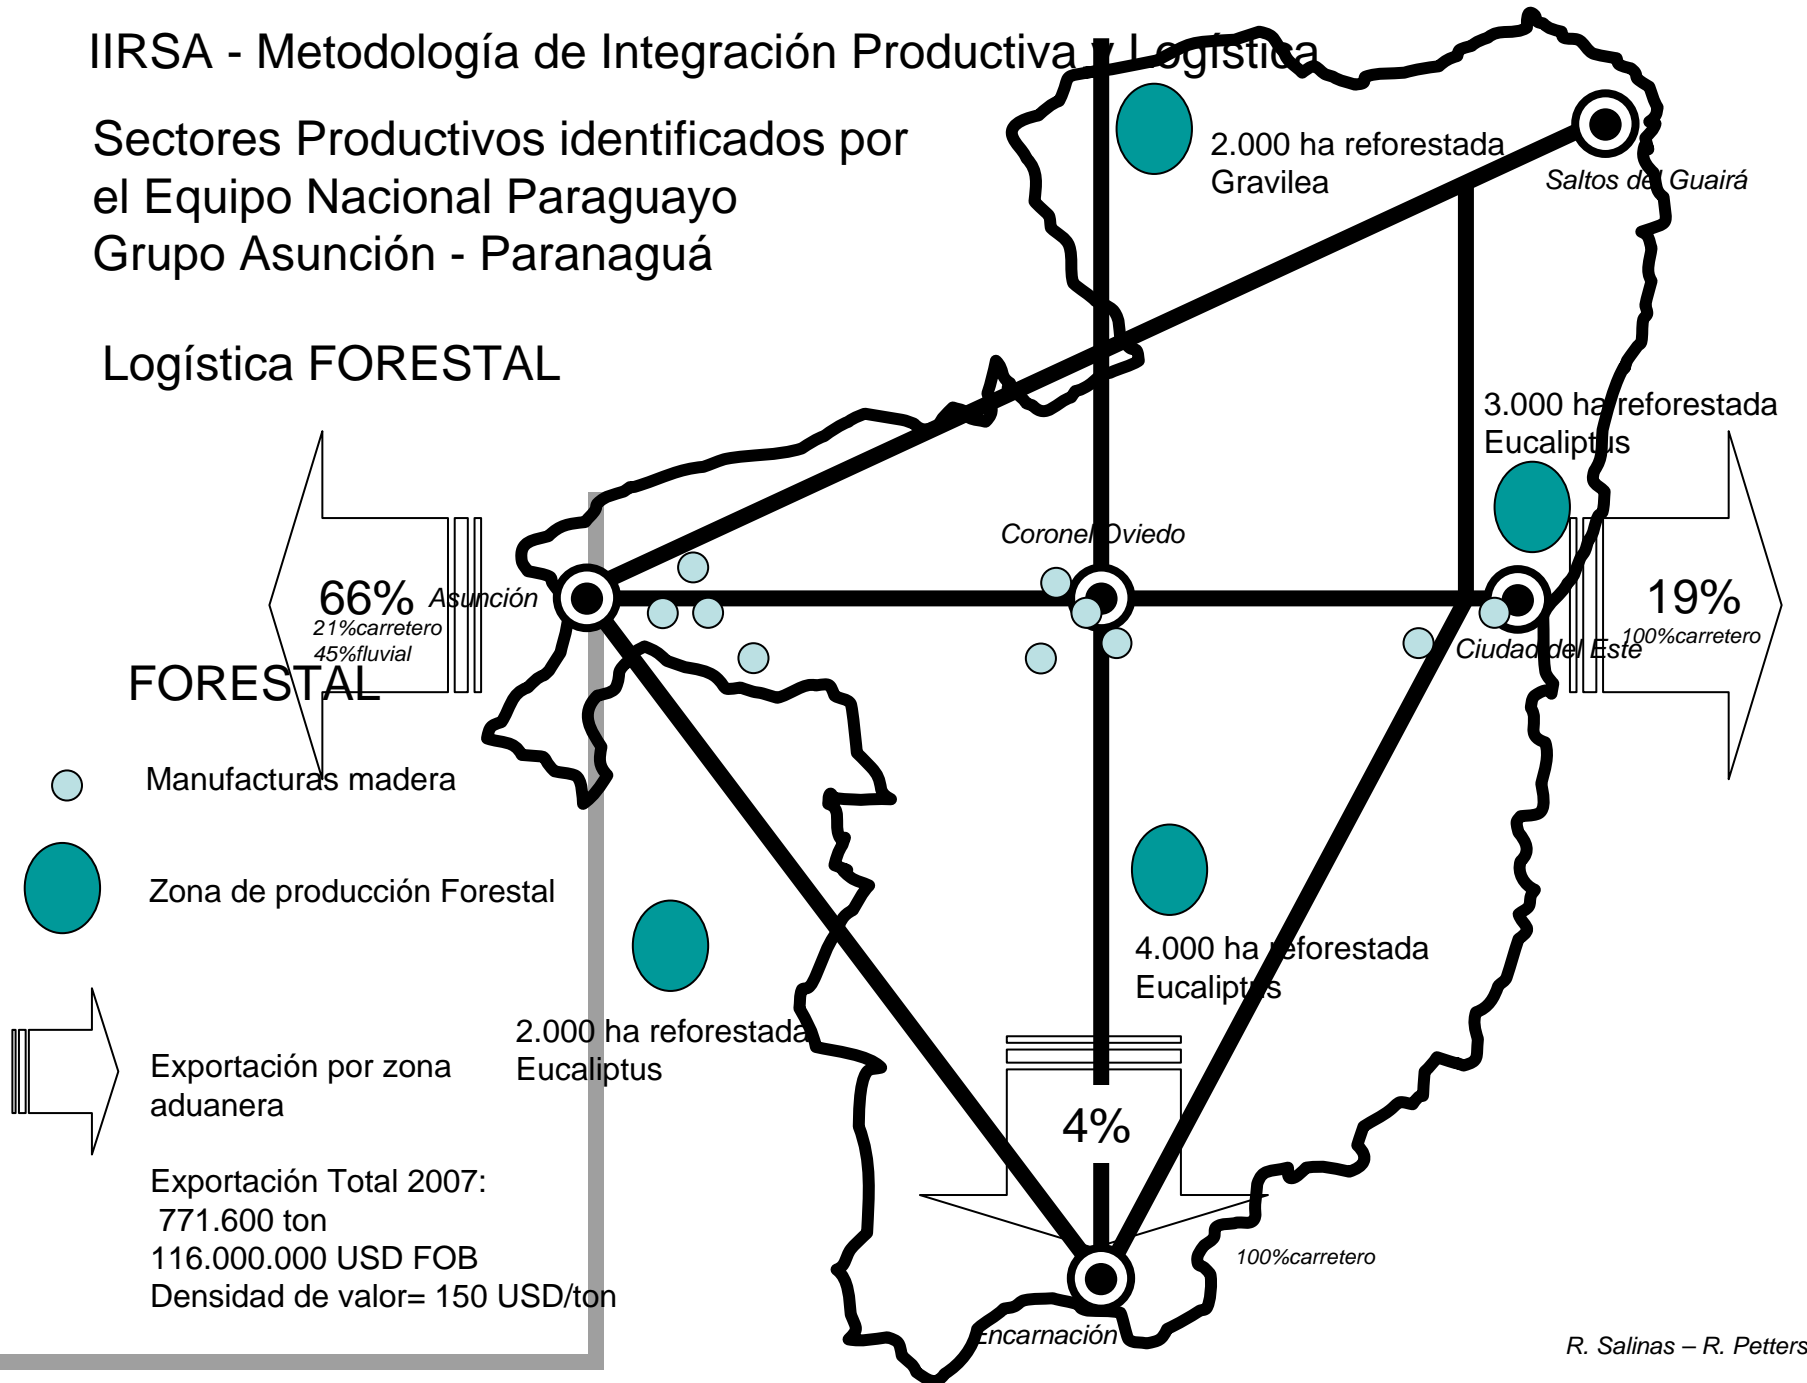 IIRSA - Metodología de Integración Productiva y Logística
Sectores Productivos identificados por
el Equipo Nacional Paraguayo
Grupo Asunción - Paranaguá
2.000 ha reforestada
Gravilea
Saltos del Guairá
Logística FORESTAL
3.000 ha reforestada
Eucaliptus
Coronel Oviedo
66%
21%carretero
45%fluvial
Asunción
19%
100%carretero
Ciudad del Este
FORESTAL
Manufacturas madera
Zona de producción Forestal
4.000 ha reforestada
Eucaliptus
2.000 ha reforestada
Eucaliptus
Exportación por zona
aduanera
4%
Exportación Total 2007:
771.600 ton
116.000.000 USD FOB
Densidad de valor= 150 USD/ton
100%carretero
Encarnación
R. Salinas – R. Petters